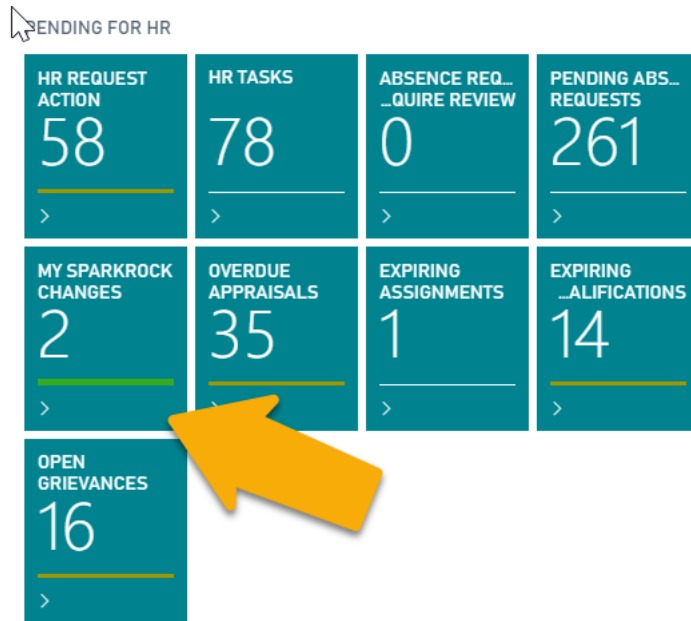 PENDING FOR HR
HR REQUEST
ACTION
58
HR TASKS
78
ABSENCE REQ...
...QUIRE REVIEW
0
PENDING ABS...
REQUESTS
261
MY SPARKROCK
CHANGES
2
OVERDUE
APPRAISALS
35
EXPIRING
ASSIGNMENTS
1
EXPIRING
...ALIFICATIONS
14
OPEN
GRIEVANCES
16